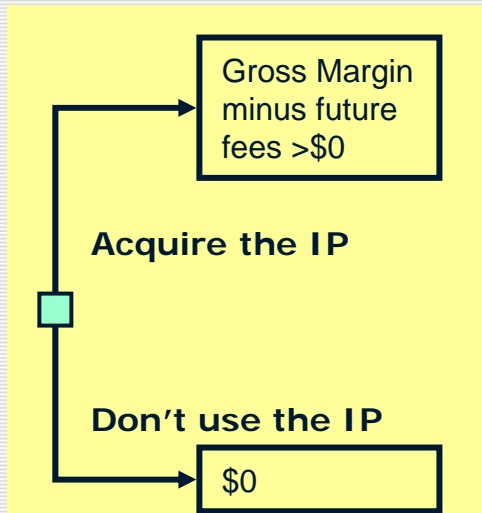 Gross Margin
minus future
fees >$0
Acquire the IP
Don't use the IP
$0